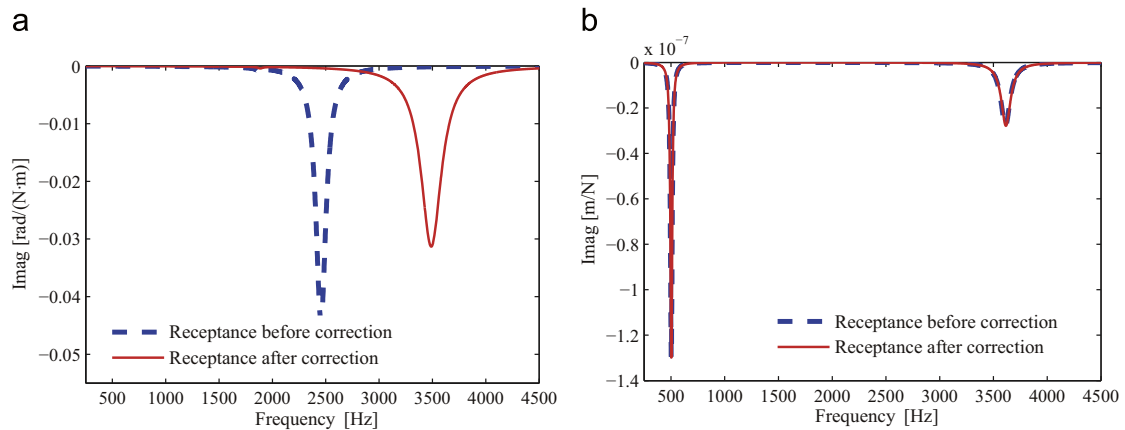 a
0
−0.01
−0.02
−0.03
−0.04
−0.05
Imag [rad/(N·m)]
Receptance before correction
Receptance after correction
500 1000 1500 2000 2500 3000 3500 4000 4500
Frequency [Hz]
b
x 10⁻⁷
0
−0.2
−0.4
−0.6
−0.8
−1
−1.2
−1.4
Imag [m/N]
Receptance before correction
Receptance after correction
500 1000 1500 2000 2500 3000 3500 4000 4500
Frequency [Hz]